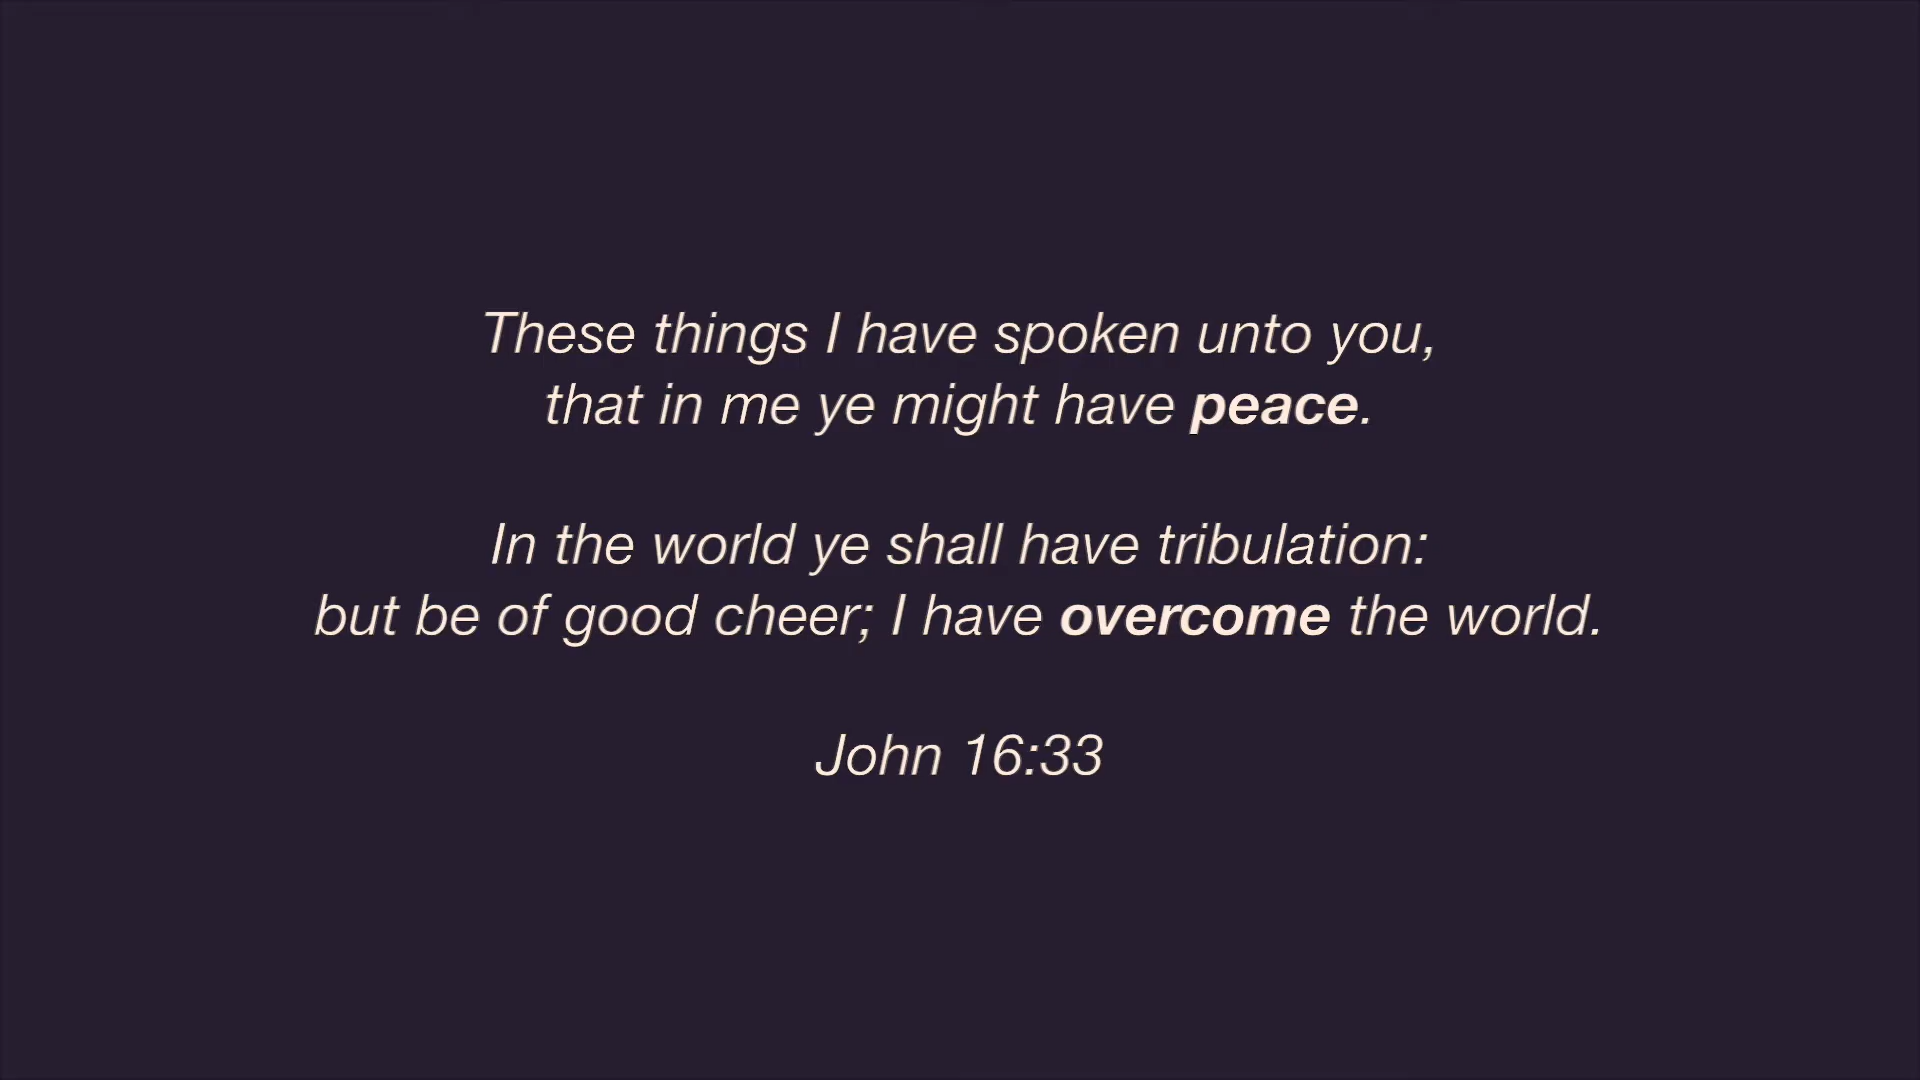 These things I have spoken unto you,
that in me ye might have peace.
In the world ye shall have tribulation:
but be of good cheer; I have overcome the world.
John 16:33